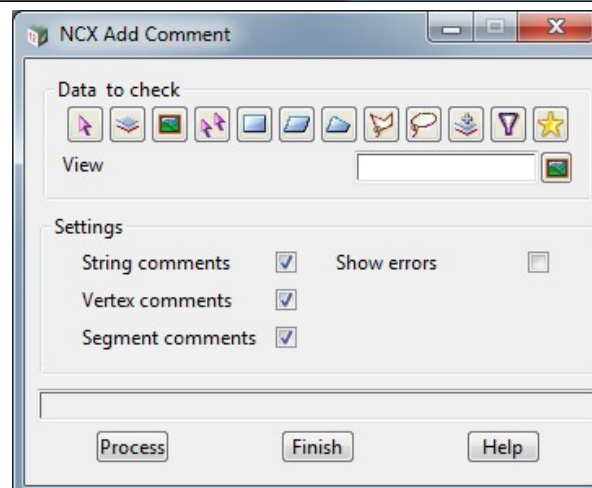 NCX Add Comment
Data to check
View
Settings
String comments Show errors
Vertex comments
Segment comments
Process Finish Help